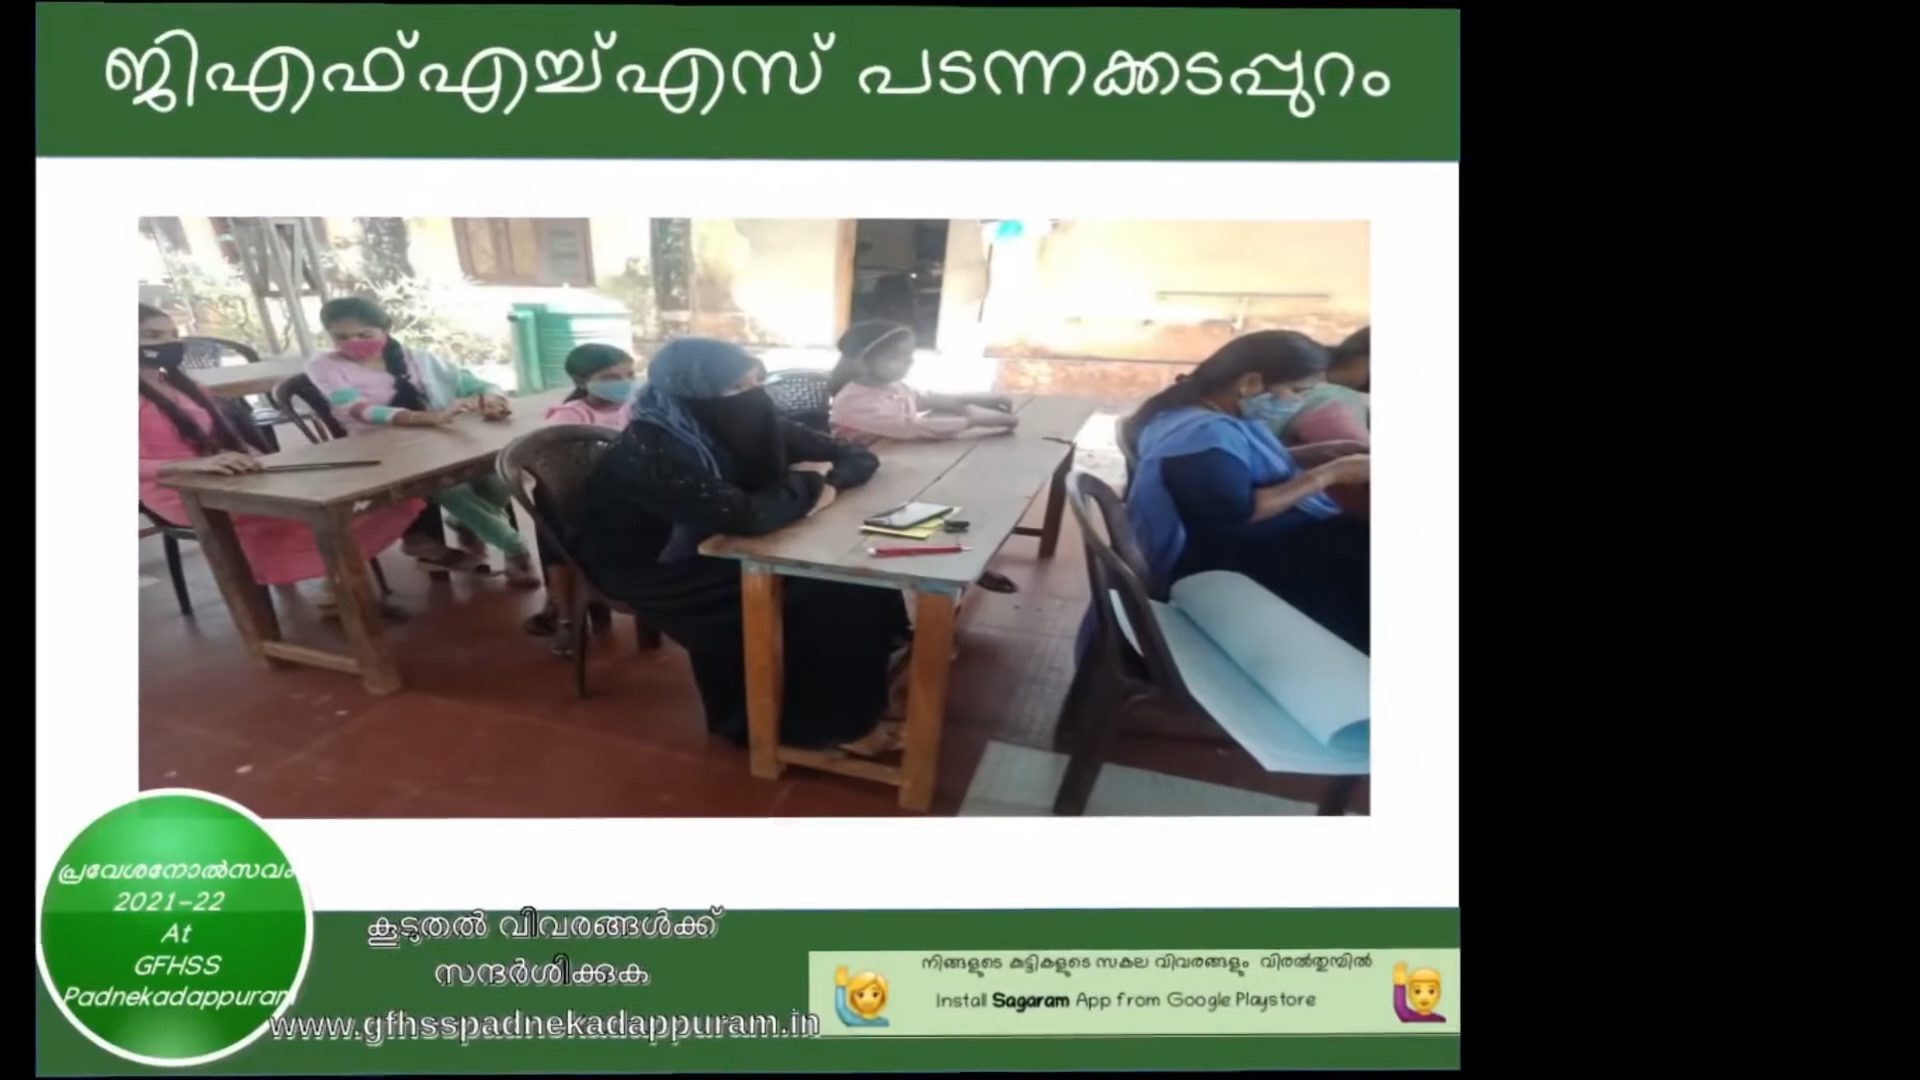 ജിഎഫ്എച്ച്എസ് പടന്നക്കടപ്പുറം
പ്രവേശനോൽസവം
2021-22
At
GFHSS
Padnekadappuram
കൂടുതൽ വിവരങ്ങൾക്ക്
സന്ദർശിക്കുക
www.gfhsspadnekadappuram.in
നിങ്ങളുടെ കുട്ടികളുടെ സകല വിവരങ്ങളും വിരൽതുമ്പിൽ
Install Sagaram App from Google Playstore